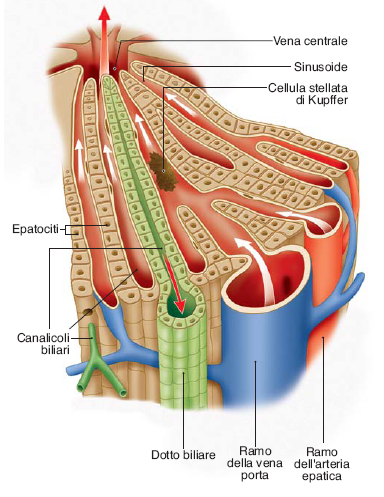 Vena centrale
Sinusoide
Cellula stellata
di Kupffer
Epatociti
Canalicoli
biliari
Dotto biliare
Ramo
della vena
porta
Ramo
dell'arteria
epatica